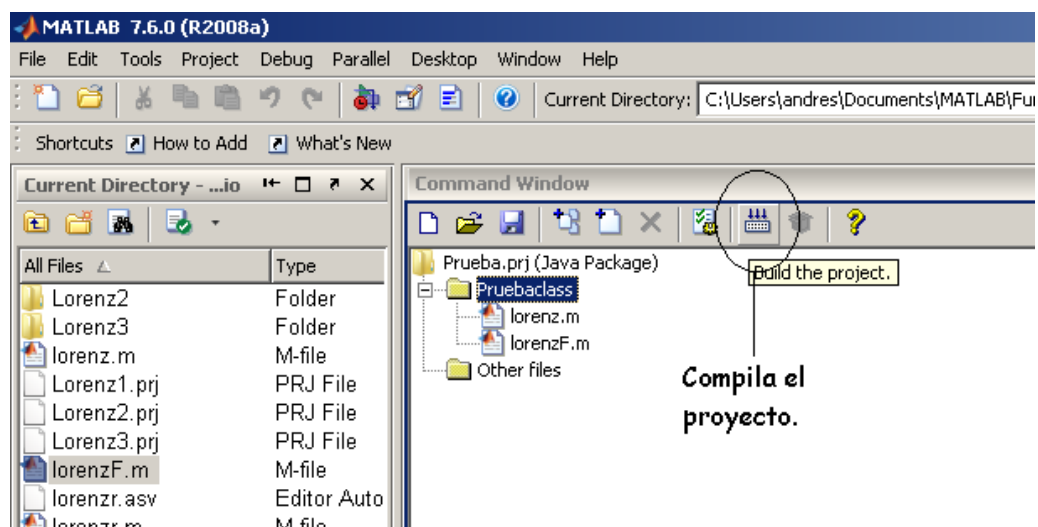 MATLAB 7.6.0 (R2008a)
File Edit Tools Project Debug Parallel Desktop Window Help
Current Directory: C:\Users\andres\Documents\MATLAB\Fu
Shortcuts How to Add What's New
Current Directory - ...io
All Files Type
Lorenz2 Folder
Lorenz3 Folder
lorenz.m M-file
Lorenz1.prj PRJ File
Lorenz2.prj PRJ File
Lorenz3.prj PRJ File
lorenzF.m M-file
lorenzr.asv Editor Auto
lorenzr.m M-file
Command Window
Prueba.prj (Java Package)
Pruebaclass
lorenz.m
lorenzF.m
Other files
Build the project.
Compila el
proyecto.